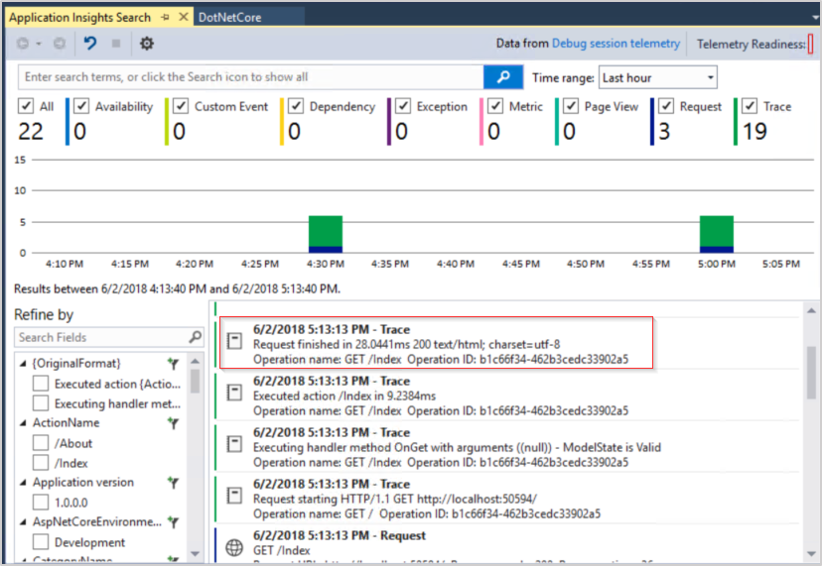 Application Insights Search
DotNetCore
Data from Debug session telemetry
Telemetry Readiness:
Enter search terms, or click the Search icon to show all
Time range: Last hour
All Availability Custom Event Dependency Exception Metric Page View Request Trace
22 0 0 0 0 0 0 3 19
15
10
5
0
4:10 PM 4:15 PM 4:20 PM 4:25 PM 4:30 PM 4:35 PM 4:40 PM 4:45 PM 4:50 PM 4:55 PM 5:00 PM 5:05 PM
Results between 6/2/2018 4:13:40 PM and 6/2/2018 5:13:40 PM.
Refine by
Search Fields
{OriginalFormat}
Executed action {Actio...
Executing handler met...
ActionName
/About
/Index
Application version
1.0.0.0
AspNetCoreEnvironme...
Development
CategoryName
6/2/2018 5:13:13 PM - Trace
Request finished in 28.0441ms 200 text/html; charset=utf-8
Operation name: GET /Index Operation ID: b1c66f34-462b3cedc33902a5
6/2/2018 5:13:13 PM - Trace
Executed action /Index in 9.2384ms
Operation name: GET /Index Operation ID: b1c66f34-462b3cedc33902a5
6/2/2018 5:13:13 PM - Trace
Executing handler method OnGet with arguments ((null)) - ModelState is Valid
Operation name: GET /Index Operation ID: b1c66f34-462b3cedc33902a5
6/2/2018 5:13:13 PM - Trace
Request starting HTTP/1.1 GET http://localhost:50594/
Operation name: GET / Operation ID: b1c66f34-462b3cedc33902a5
6/2/2018 5:13:13 PM - Request
GET /Index